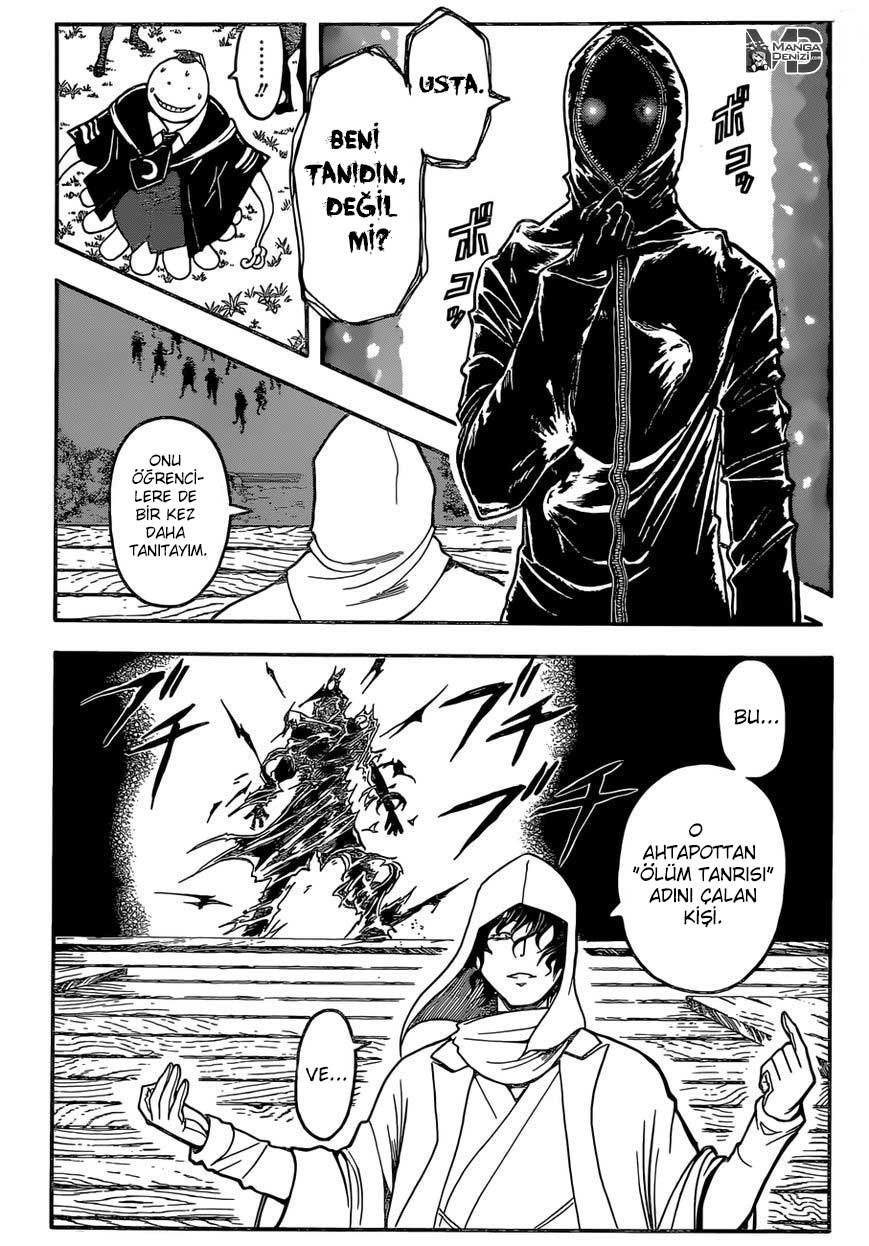 MANGA
DENİZİ.com
USTA.
BENİ
TANIDIN,
DEĞİL
Mİ?
ボコッ
ボコッ
......!!
ONU
ÖĞRENCİ-
LERE DE
BİR KEZ
DAHA
TANITAYIM.
BU...
O
AHTAPOTTAN
"ÖLÜM TANRISI"
ADINI ÇALAN
KİŞİ.
ブチ
ブチ
ブチ
VE...